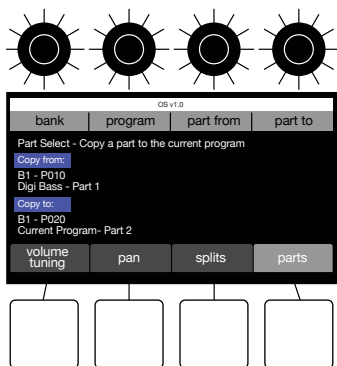 OS v1.0
bank program part from part to
Part Select - Copy a part to the current program
Copy from:
B1 - P010
Digi Bass - Part 1
Copy to:
B1 - P020
Current Program- Part 2
volume tuning pan splits parts